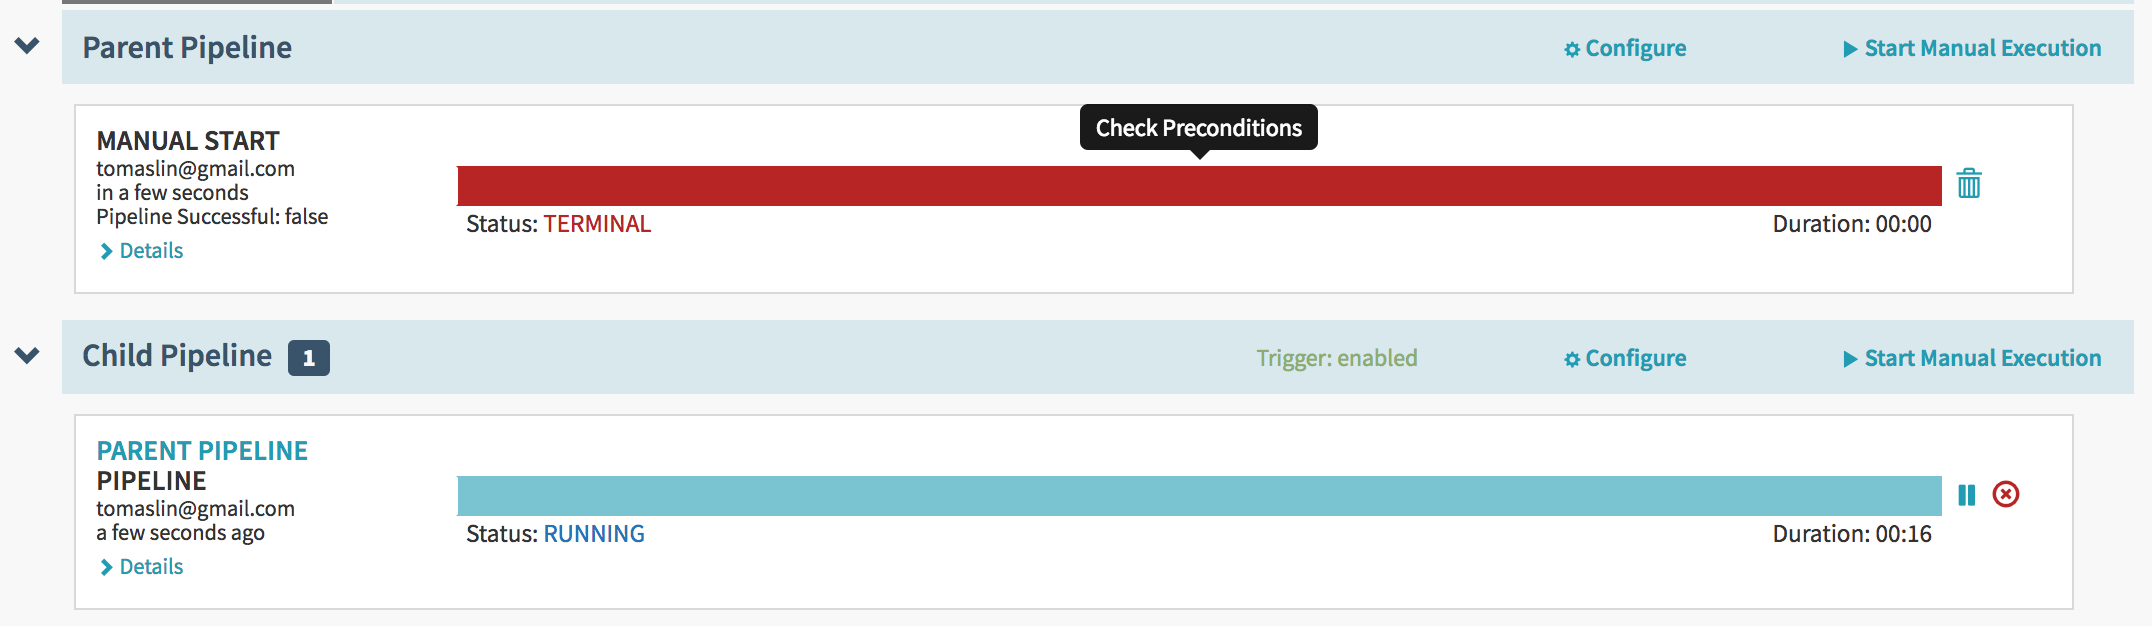 Parent Pipeline
Configure
Start Manual Execution
MANUAL START
tomaslin@gmail.com
in a few seconds
Pipeline Successful: false
Details
Check Preconditions
Status: TERMINAL
Duration: 00:00
Child Pipeline 1
Trigger: enabled
Configure
Start Manual Execution
PARENT PIPELINE
PIPELINE
tomaslin@gmail.com
a few seconds ago
Details
Status: RUNNING
Duration: 00:16